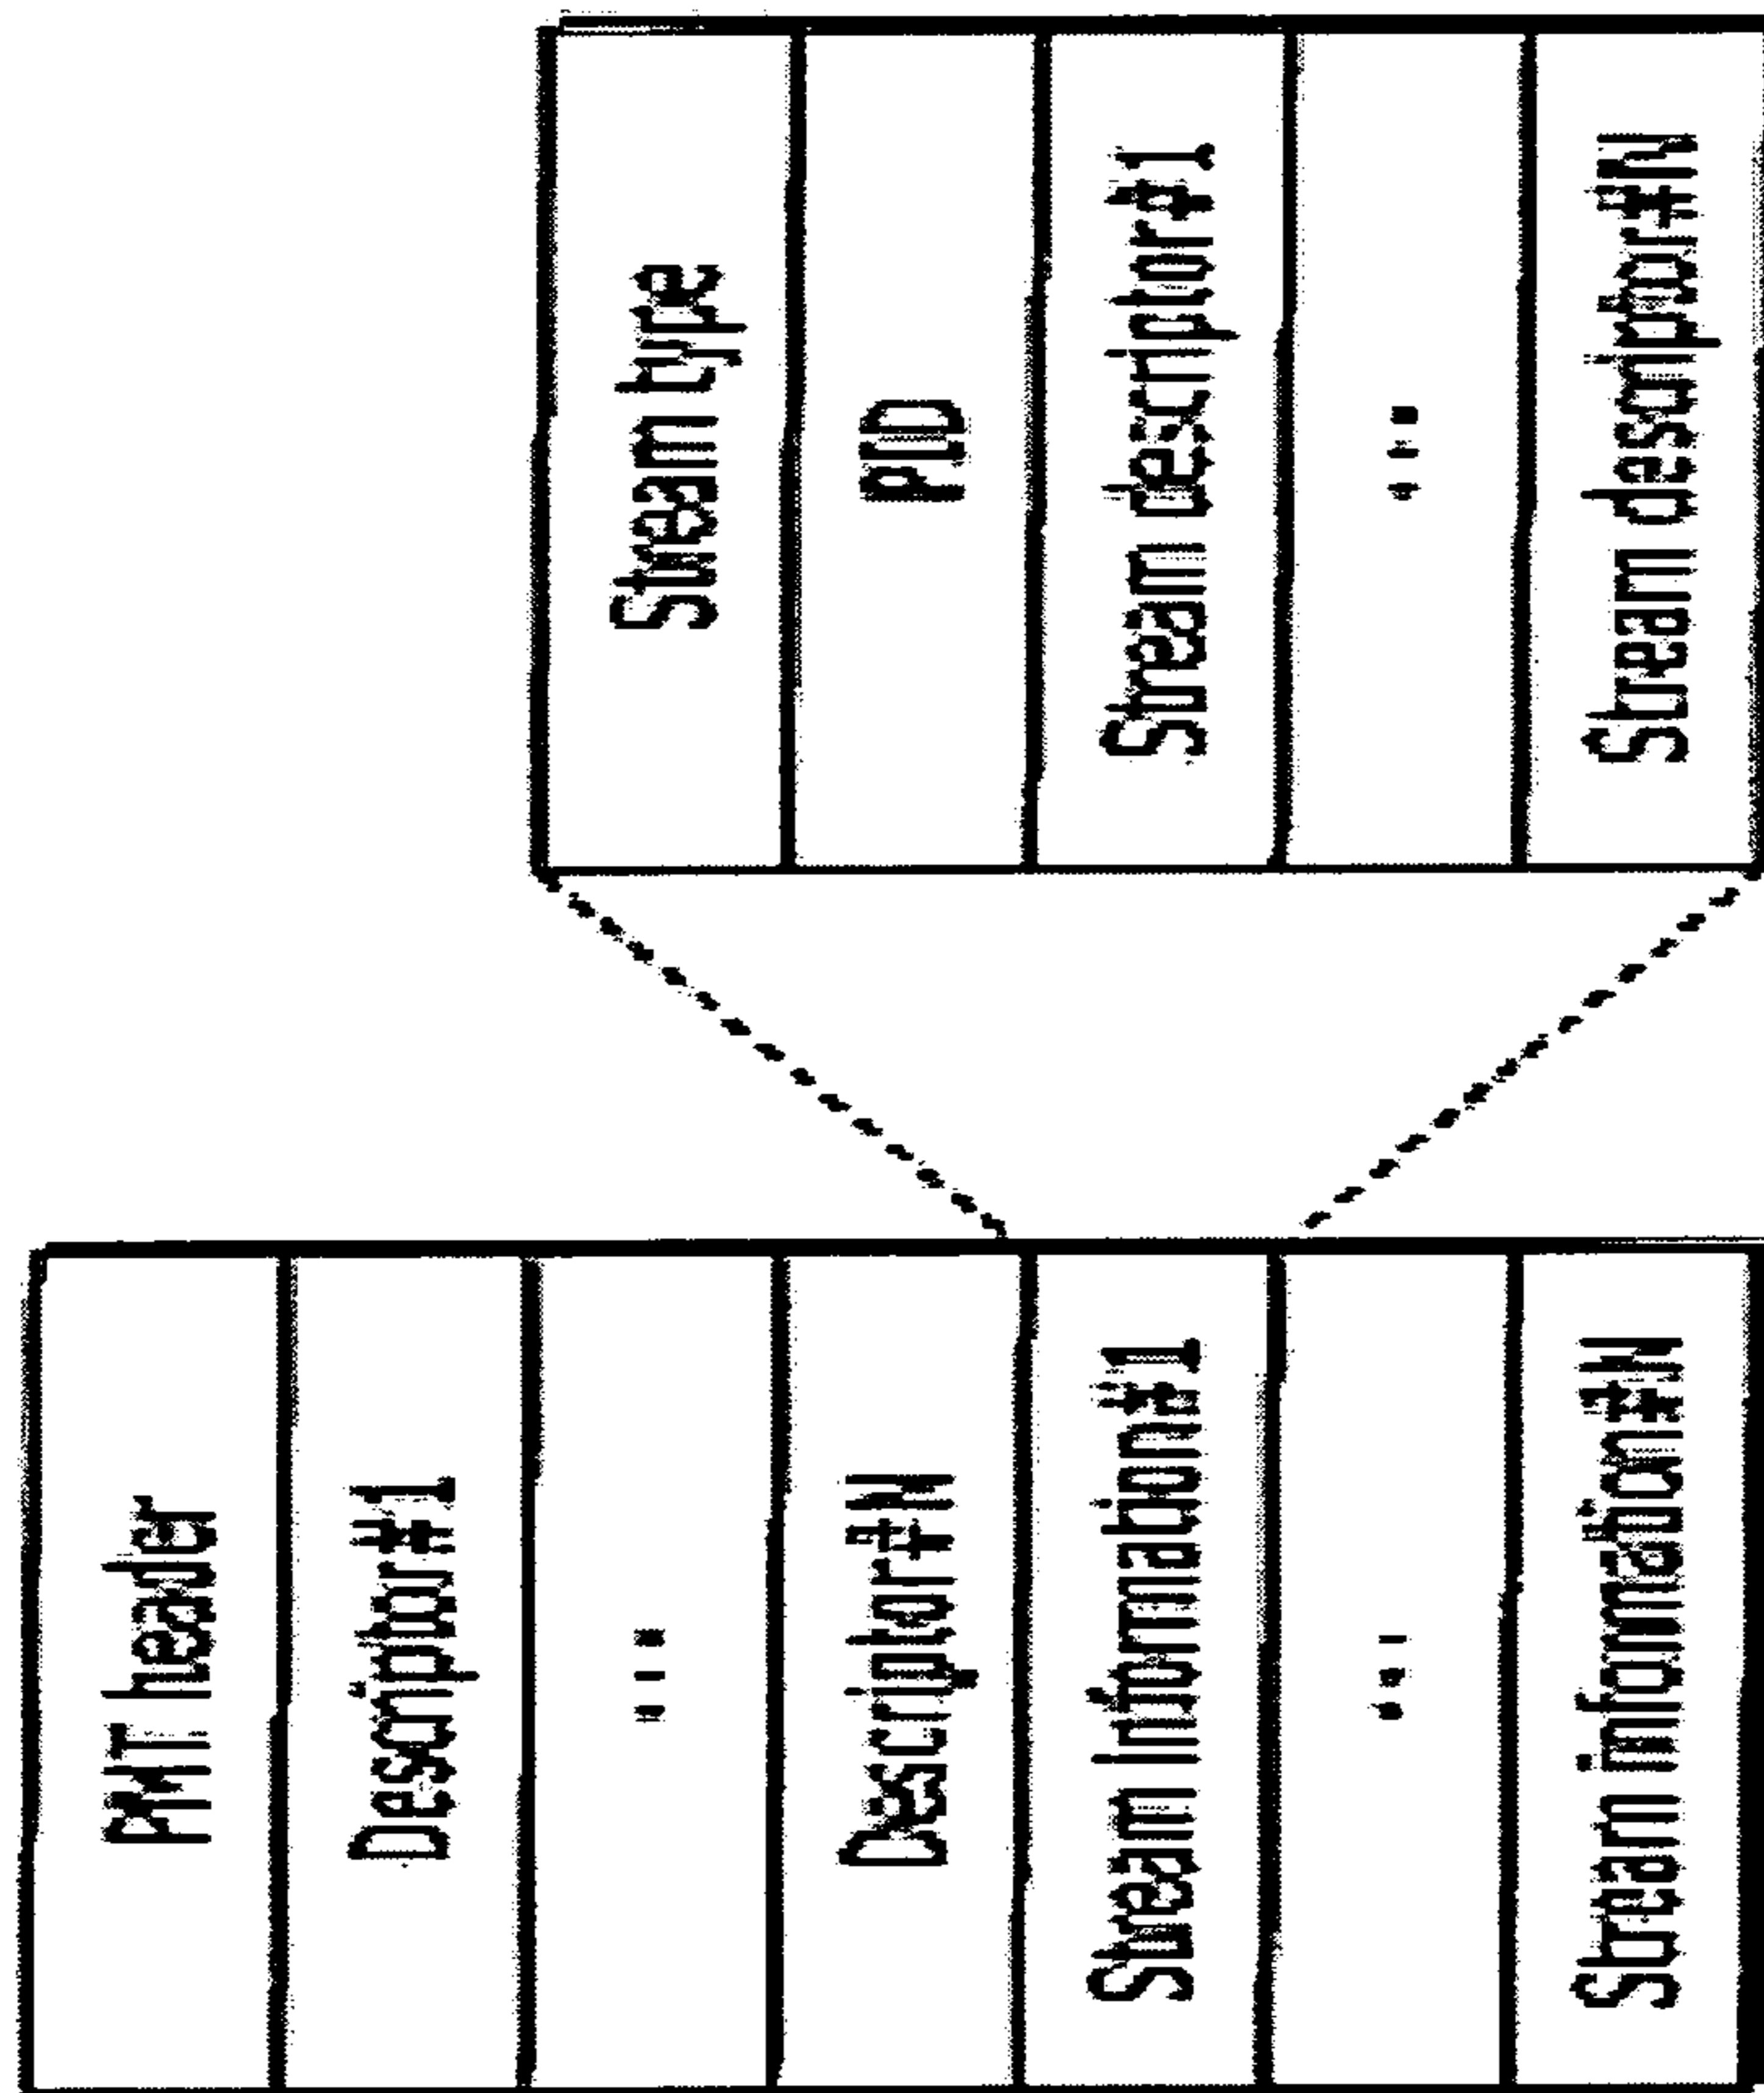 PMT header
Descriptor#1
...
Descriptor#N
Stream Information#1
...
Stream information#N
Stream type
PID
Stream descriptor#1
...
Stream descriptor#N